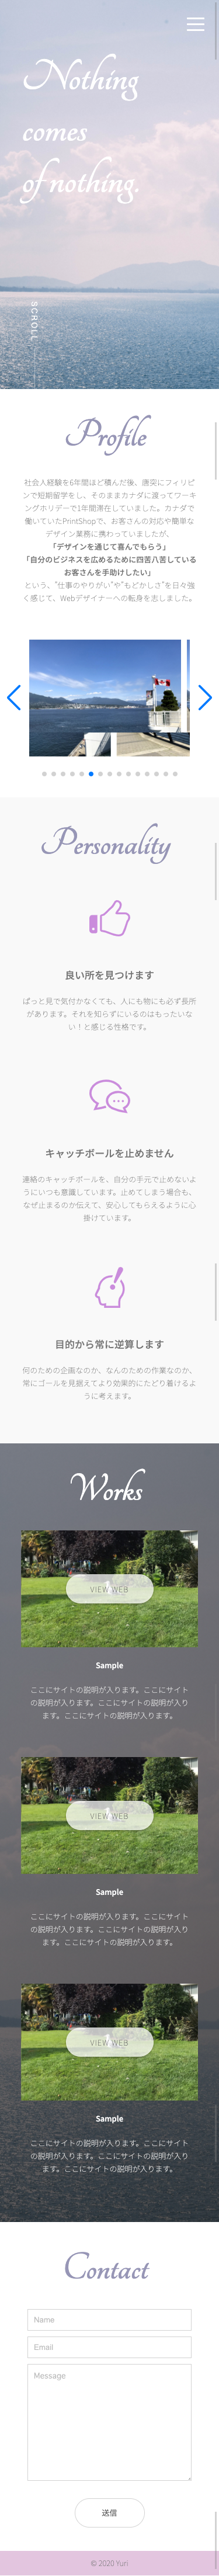 Nothing
comes
of nothing.
SCROLL
Profile
社会人経験を6年間ほど積んだ後、唐突にフィリピ
ンで短期留学をし、そのままカナダに渡ってワーキ
ングホリデーで1年間滞在していました。カナダで
働いていたPrintShopで、お客さんの対応や簡単な
デザイン業務に携わっていましたが、
「デザインを通じて喜んでもらう」
「自分のビジネスを広めるために四苦八苦している
お客さんを手助けしたい」
という、"仕事のやりがい"や"もどかしさ"を日々強
く感じて、Webデザイナーへの転身を志しました。
Personality
良い所を見つけます
ぱっと見で気付かなくても、人にも物にも必ず長所
があります。それを知らずにいるのはもったいな
い！と感じる性格です。
キャッチボールを止めません
連絡のキャッチボールを、自分の手元で止めないよ
うにいつも意識しています。止めてしまう場合も、
なぜ止まるのか伝えて、安心してもらえるように心
掛けています。
目的から常に逆算します
何のための企画なのか、なんのための作業なのか、
常にゴールを見据えてより効果的にたどり着けるよ
うに考えます。
Works
VIEW WEB
Sample
ここにサイトの説明が入ります。ここにサイト
の説明が入ります。ここにサイトの説明が入り
ます。ここにサイトの説明が入ります。
VIEW WEB
Sample
ここにサイトの説明が入ります。ここにサイト
の説明が入ります。ここにサイトの説明が入り
ます。ここにサイトの説明が入ります。
VIEW WEB
Sample
ここにサイトの説明が入ります。ここにサイト
の説明が入ります。ここにサイトの説明が入り
ます。ここにサイトの説明が入ります。
Contact
Name
Email
Message
送信
© 2020 Yuri